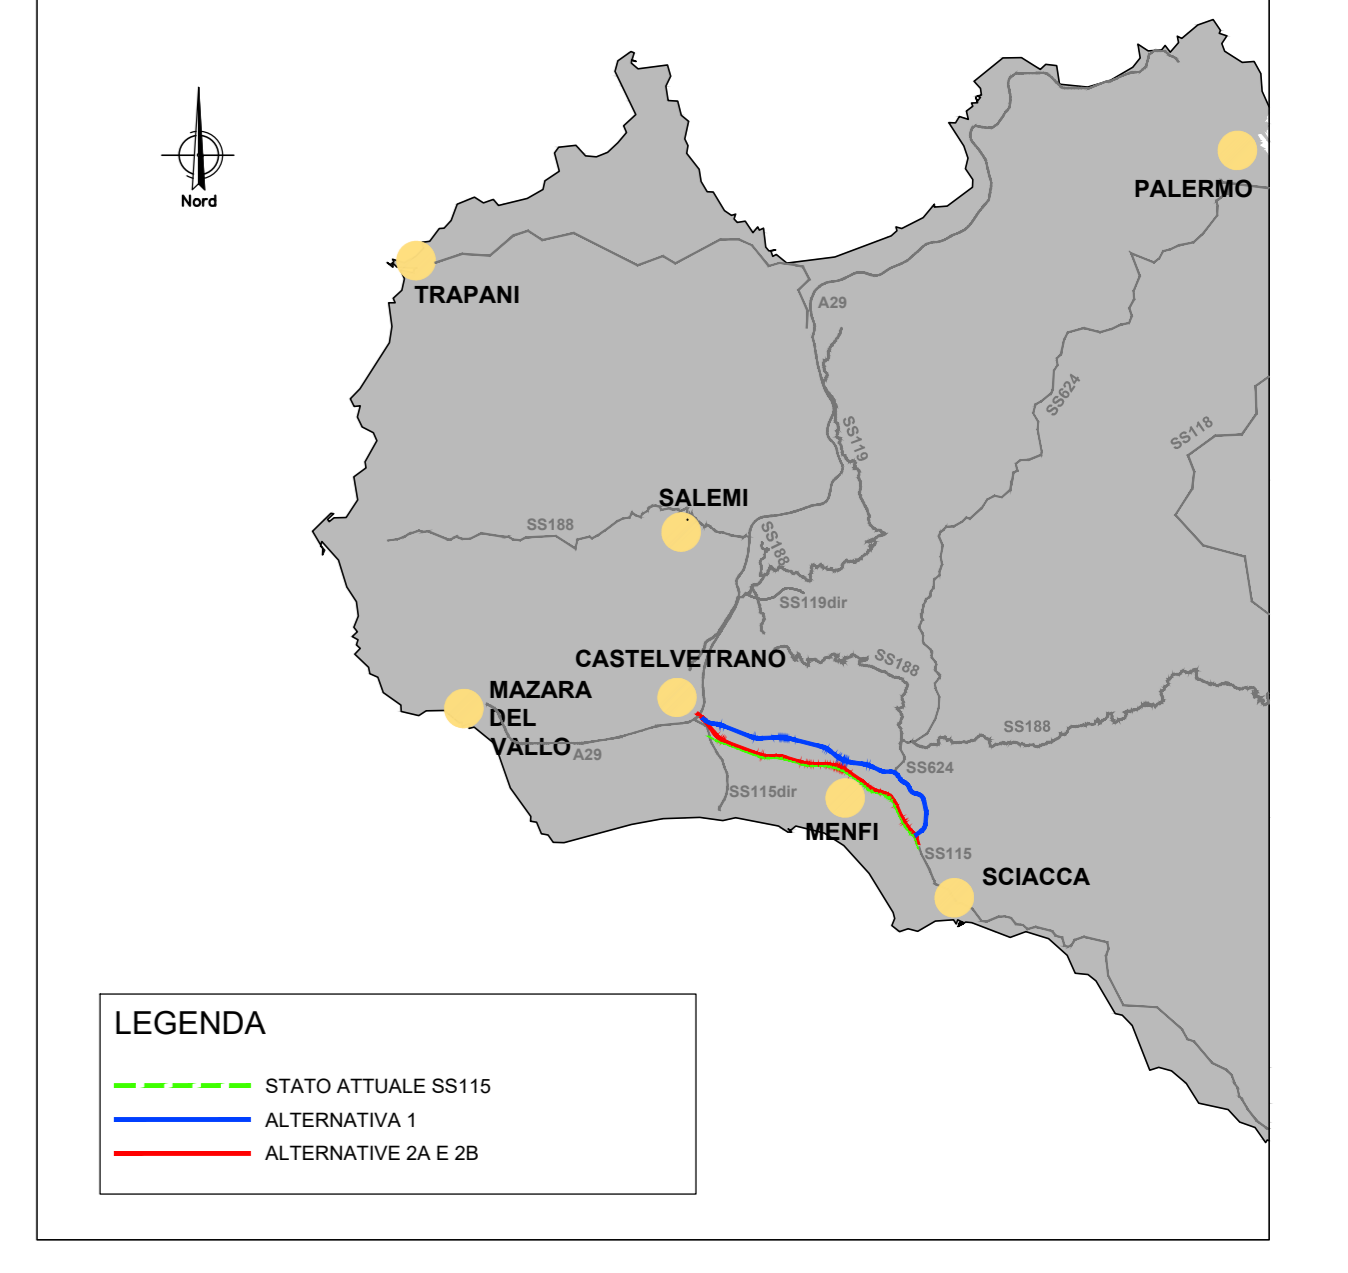 Nord
PALERMO
TRAPANI
A29
SS624
SS119
SS118
SALEMI
SS188
SS188
SS119dir
CASTELVETRANO
SS188
MAZARA
DEL
VALLO
A29
SS188
SS624
SS115dir
MENFI
SS115
SCIACCA
LEGENDA
STATO ATTUALE SS115
ALTERNATIVA 1
ALTERNATIVE 2A E 2B